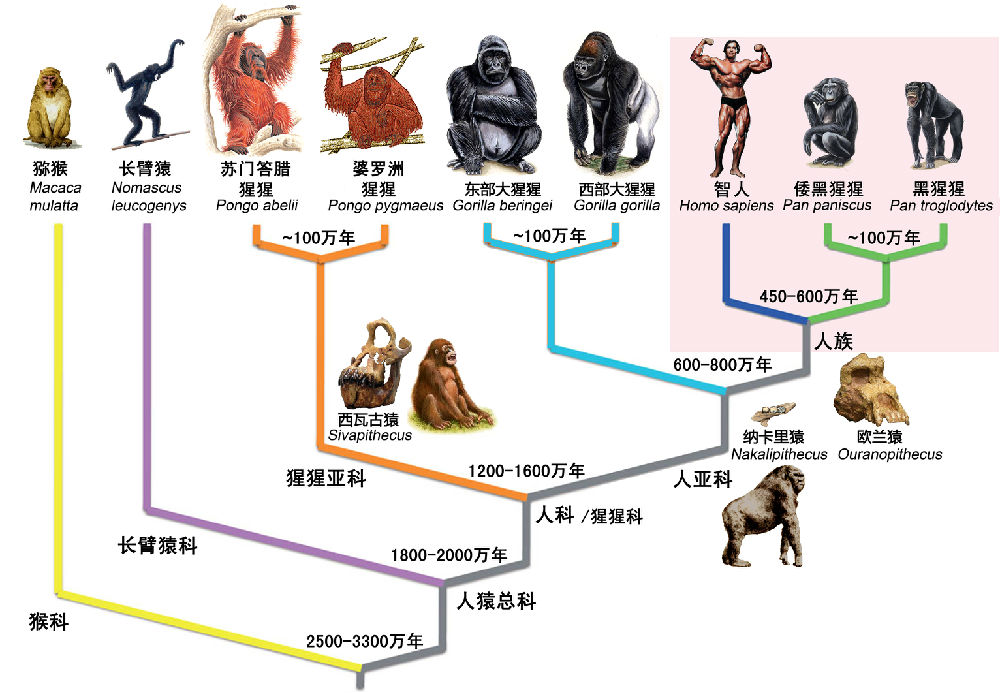 猕猴
Macaca
mulatta
长臂猿
Nomascus
leucogenys
苏门答腊
猩猩
Pongo abelii
婆罗洲
猩猩
Pongo pygmaeus
东部大猩猩
Gorilla beringei
西部大猩猩
Gorilla gorilla
智人
Homo sapiens
倭黑猩猩
Pan paniscus
黑猩猩
Pan troglodytes
~100万年
~100万年
~100万年
450-600万年
人族
600-800万年
西瓦古猿
Sivapithecus
纳卡里猿
Nakalipithecus
欧兰猿
Ouranopithecus
猩猩亚科
1200-1600万年
人亚科
人科 /猩猩科
长臂猿科
1800-2000万年
人猿总科
猴科
2500-3300万年